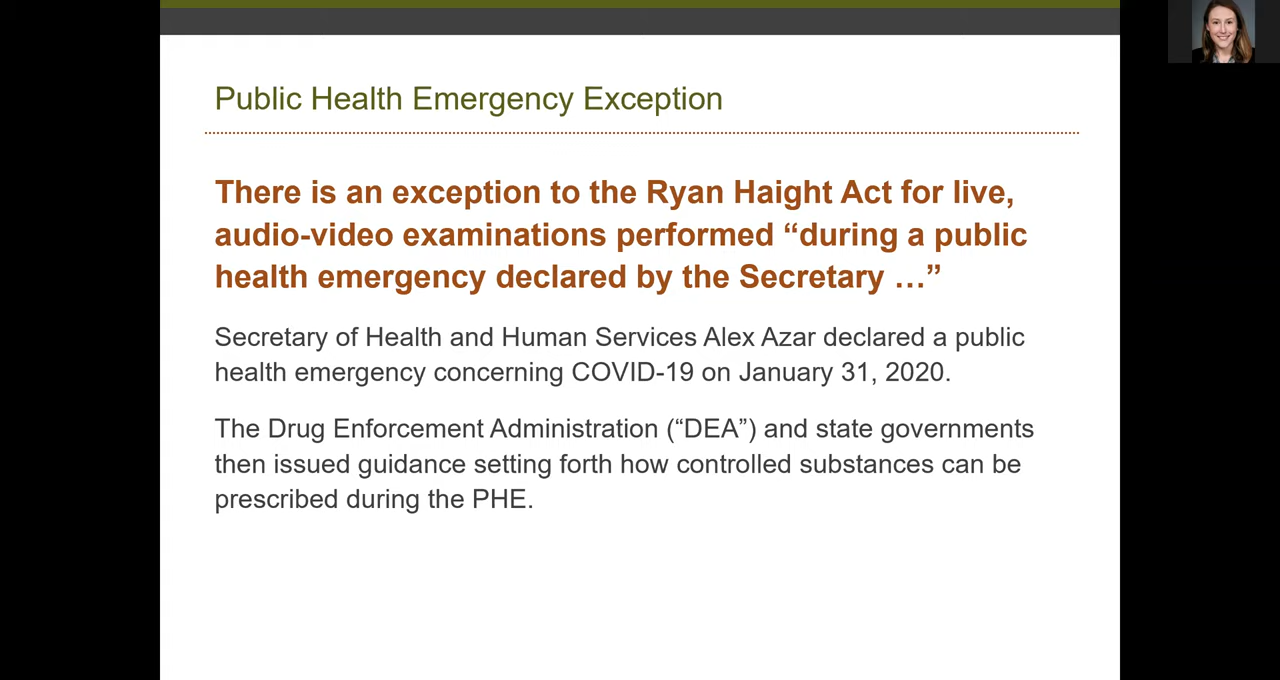 Public Health Emergency Exception
There is an exception to the Ryan Haight Act for live,
audio-video examinations performed “during a public
health emergency declared by the Secretary …”
Secretary of Health and Human Services Alex Azar declared a public
health emergency concerning COVID-19 on January 31, 2020.
The Drug Enforcement Administration (“DEA”) and state governments
then issued guidance setting forth how controlled substances can be
prescribed during the PHE.